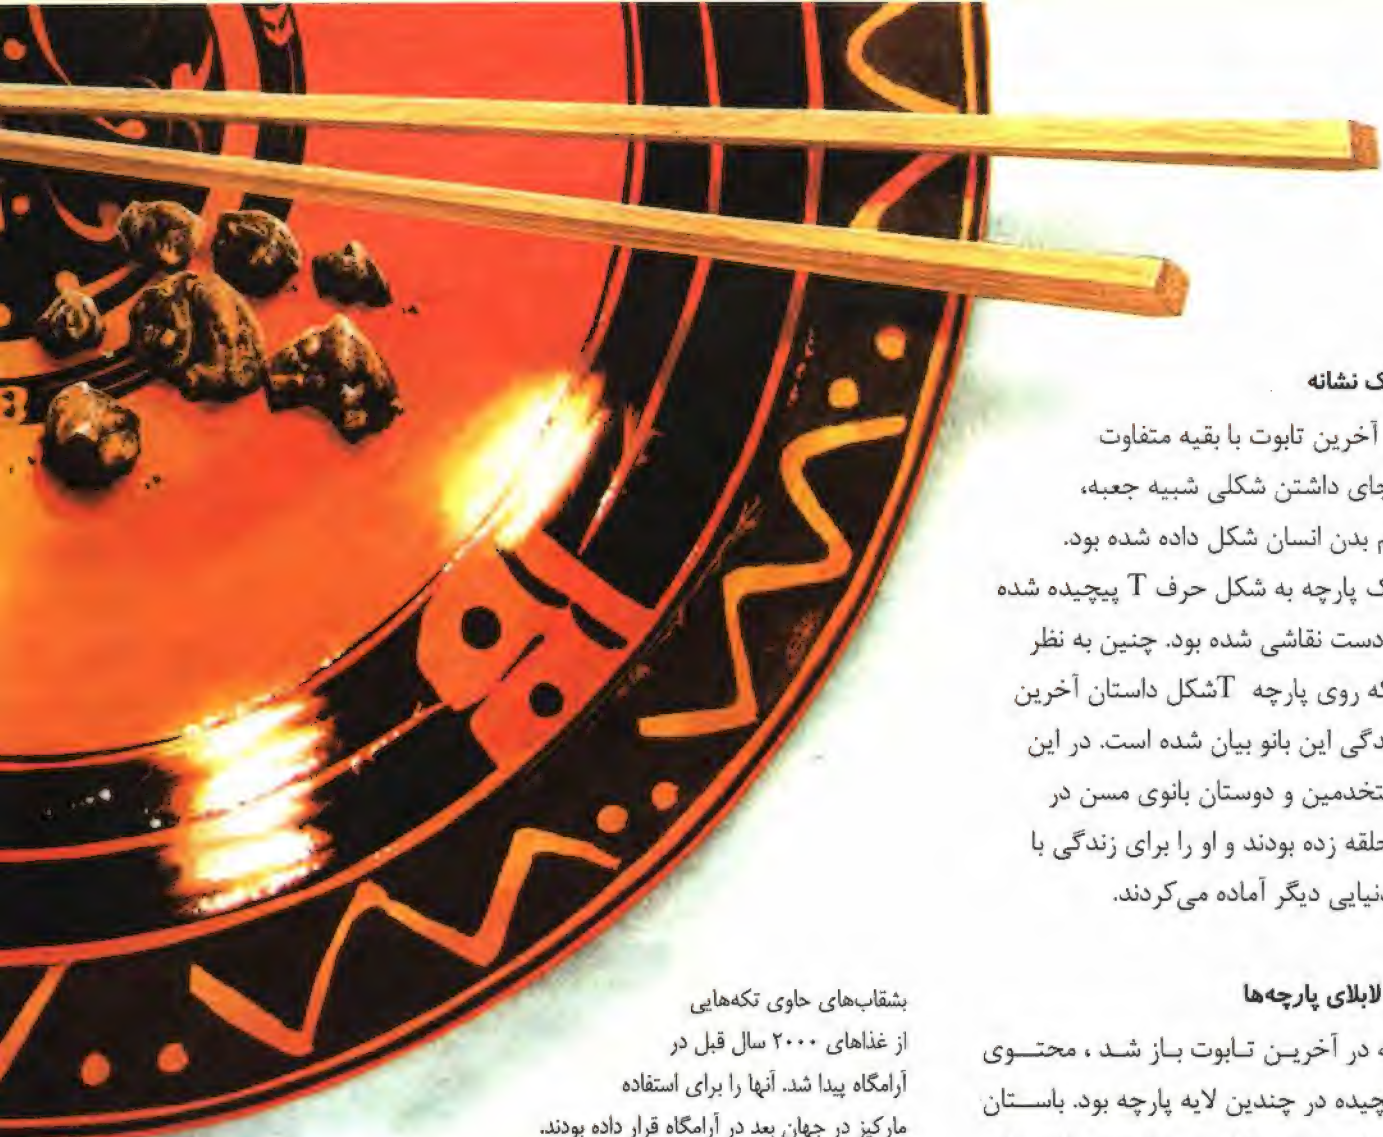 نشانه
آخرین تابوت با بقیه متفاوت
جای داشتن شکلی شبیه جعبه،
بدن انسان شکل داده شده بود.
پارچه به شکل حرف T پیچیده شده
دست نقاشی شده بود. چنین به نظر
که روی پارچه Tشکل داستان آخرین
این بانو بیان شده است. در این
و دوستان بانوی مسن در
حلقه زده بودند و او را برای زندگی با
دنیایی دیگر آماده می‌کردند.
لابلای پارچه‌ها
در آخرین تابوت باز شد ، محتوی
در چندین لایه پارچه بود. باستان
بشقاب‌های حاوی تکه‌هایی
از غذاهای ۲۰۰۰ سال قبل در
آرامگاه پیدا شد. آنها را برای استفاده
مارکیز در جهان بعد در آرامگاه قرار داده بودند.